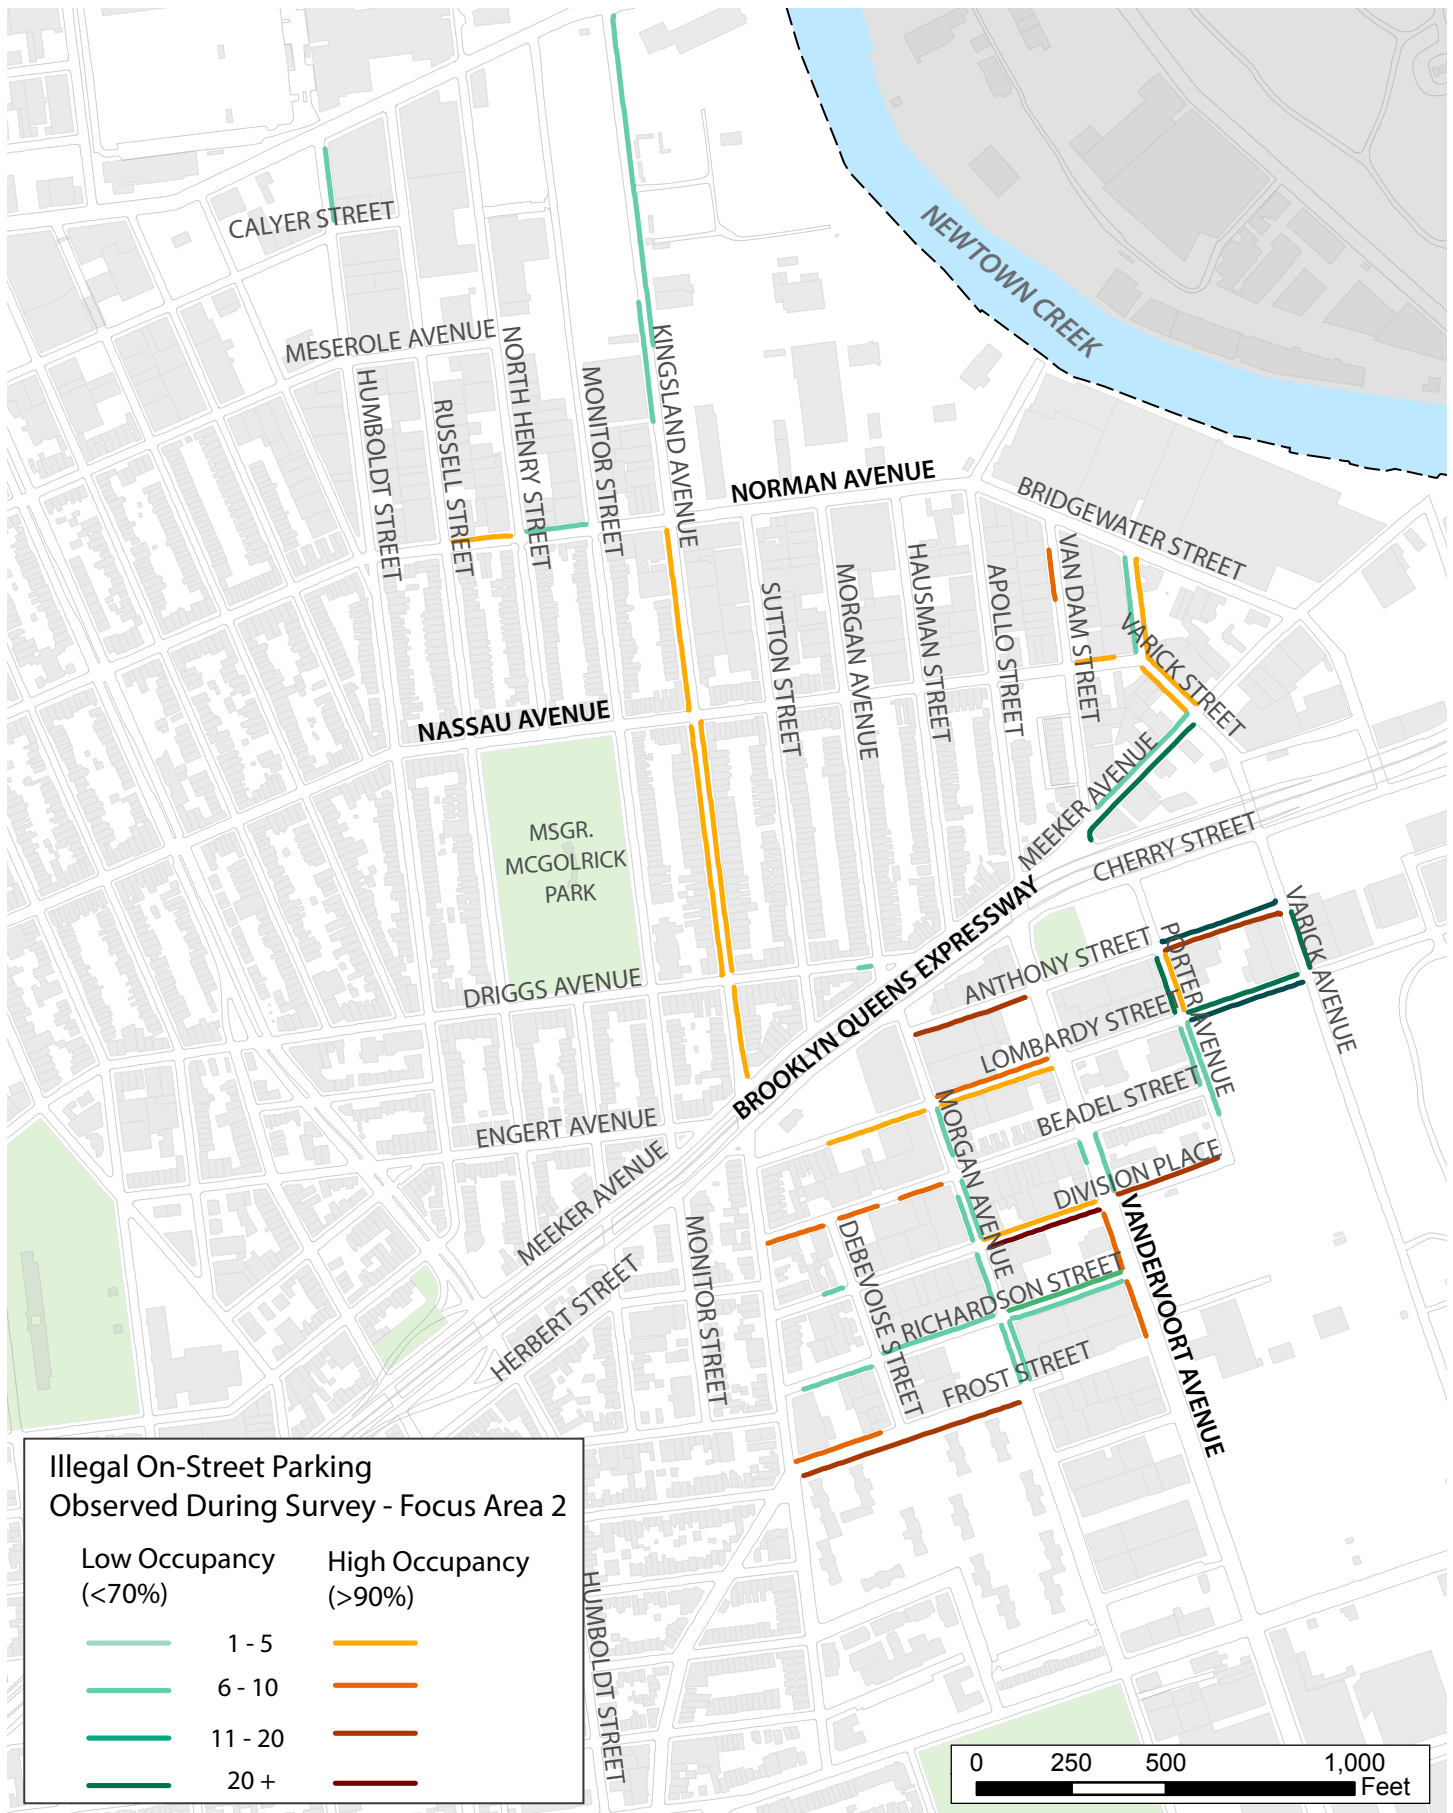 CALYER STREET
NEWTOWN CREEK
MESEROLE AVENUE
HUMBOLDT STREET
RUSSELL STREET
NORTH HENRY STREET
MONITOR STREET
KINGSLAND AVENUE
NORMAN AVENUE
BRIDGEWATER STREET
SUTTON STREET
MORGAN AVENUE
HAUSMAN STREET
APOLLO STREET
VAN DAM STREET
VARICK STREET
NASSAU AVENUE
MEEKER AVENUE
MSGR.
MCGOLRICK
PARK
CHERRY STREET
BROOKLYN QUEENS EXPRESSWAY
DRIGGS AVENUE
ANTHONY STREET
PORTER AVENUE
VARICK AVENUE
LOMBARDY STREET
BEADEL STREET
ENGERT AVENUE
MEEKER AVENUE
MORGAN AVENUE
DIVISION PLACE
MONITOR STREET
DEBEVOISE STREET
HERBERT STREET
RICHARDSON STREET
VANDERVOORT AVENUE
FROST STREET
HUMBOLDT STREET
Illegal On-Street Parking
Observed During Survey - Focus Area 2
Low Occupancy
(<70%)
High Occupancy
(>90%)
1 - 5
6 - 10
11 - 20
20 +
0 250 500 1,000
Feet